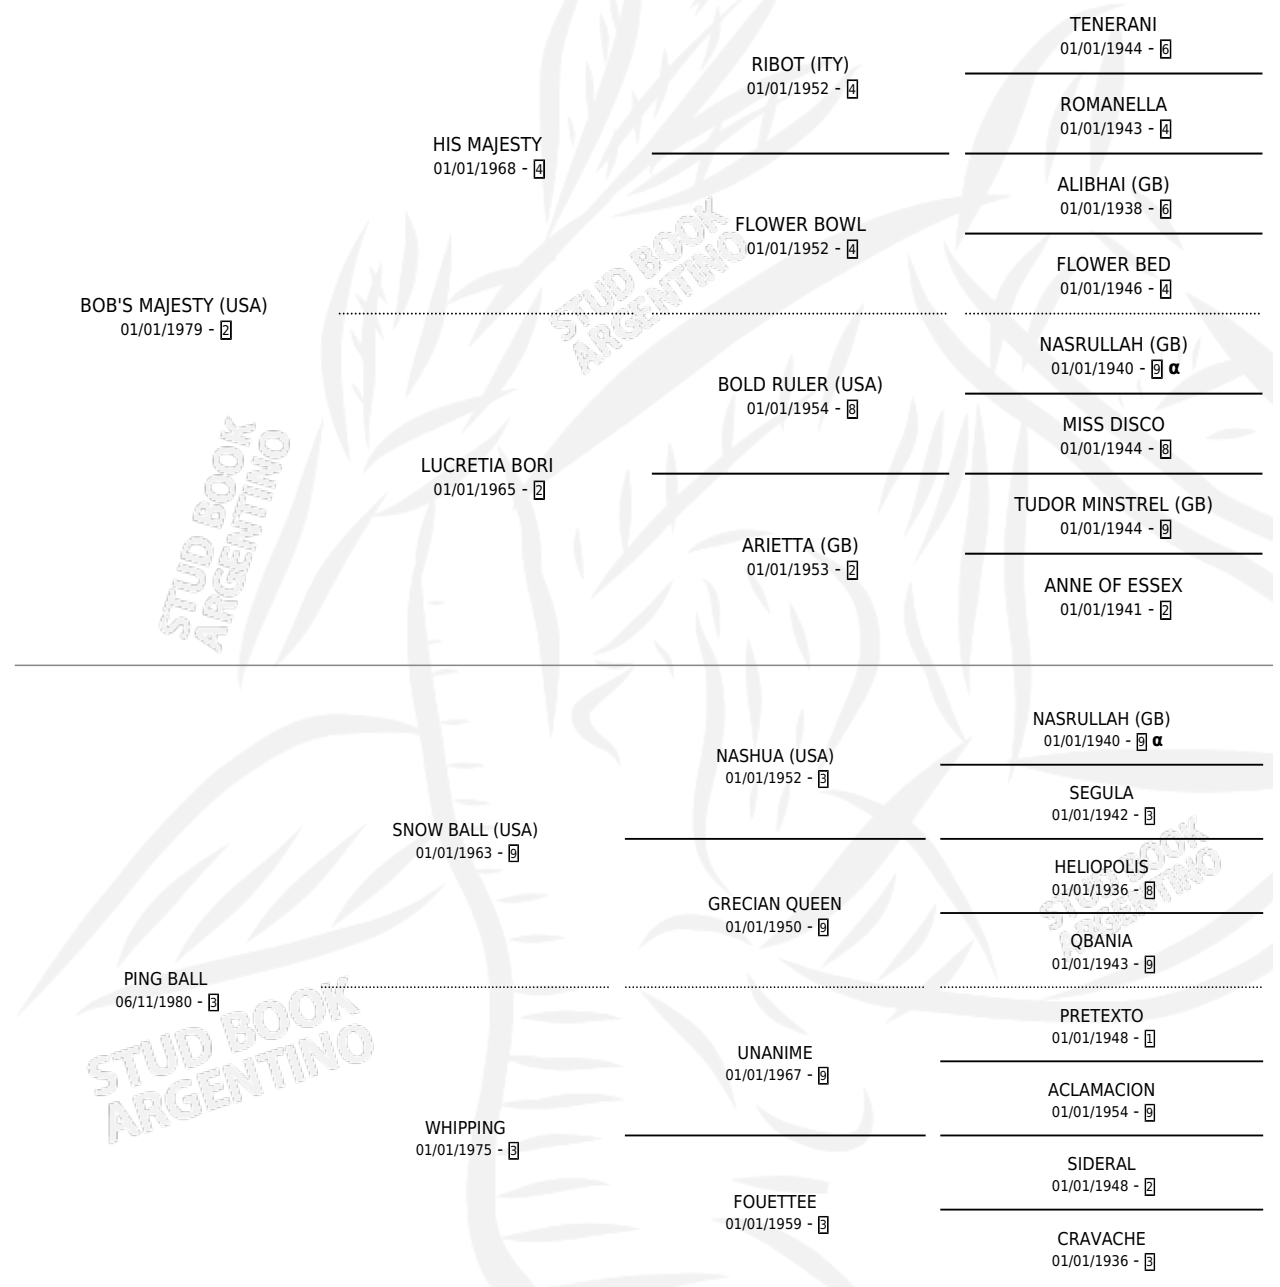 TENERANI
01/01/1944 - 6
RIBOT (ITY)
01/01/1952 - 4
ROMANELLA
01/01/1943 - 4
HIS MAJESTY
01/01/1968 - 4
ALIBHAI (GB)
01/01/1938 - 6
FLOWER BOWL
01/01/1952 - 4
FLOWER BED
01/01/1946 - 4
BOB'S MAJESTY (USA)
01/01/1979 - 2
NASRULLAH (GB)
01/01/1940 - 9 α
BOLD RULER (USA)
01/01/1954 - 8
MISS DISCO
01/01/1944 - 8
LUCRETIA BORI
01/01/1965 - 2
TUDOR MINSTREL (GB)
01/01/1944 - 9
ARIETTA (GB)
01/01/1953 - 2
ANNE OF ESSEX
01/01/1941 - 2
NASRULLAH (GB)
01/01/1940 - 9 α
NASHUA (USA)
01/01/1952 - 3
SEGULA
01/01/1942 - 3
SNOW BALL (USA)
01/01/1963 - 9
HELIOPOLIS
01/01/1936 - 8
GRECIAN QUEEN
01/01/1950 - 9
QBANIA
01/01/1943 - 9
PING BALL
06/11/1980 - 3
PRETEXTO
01/01/1948 - 1
UNANIME
01/01/1967 - 9
ACLAMACION
01/01/1954 - 9
WHIPPING
01/01/1975 - 3
SIDERAL
01/01/1948 - 2
FOUETTEE
01/01/1959 - 3
CRAVACHE
01/01/1936 - 3
STUD BOOK
ARGENTINO
STUD BOOK
ARGENTINO
STUD BOOK
ARGENTINO
STUD BOOK
ARGENTINO